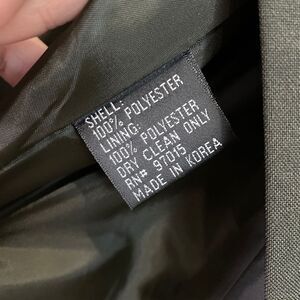 SHELL:
100% POLYESTER
LINING:
100% POLYESTER
DRY CLEAN ONLY
RN# 97015
MADE IN KOREA